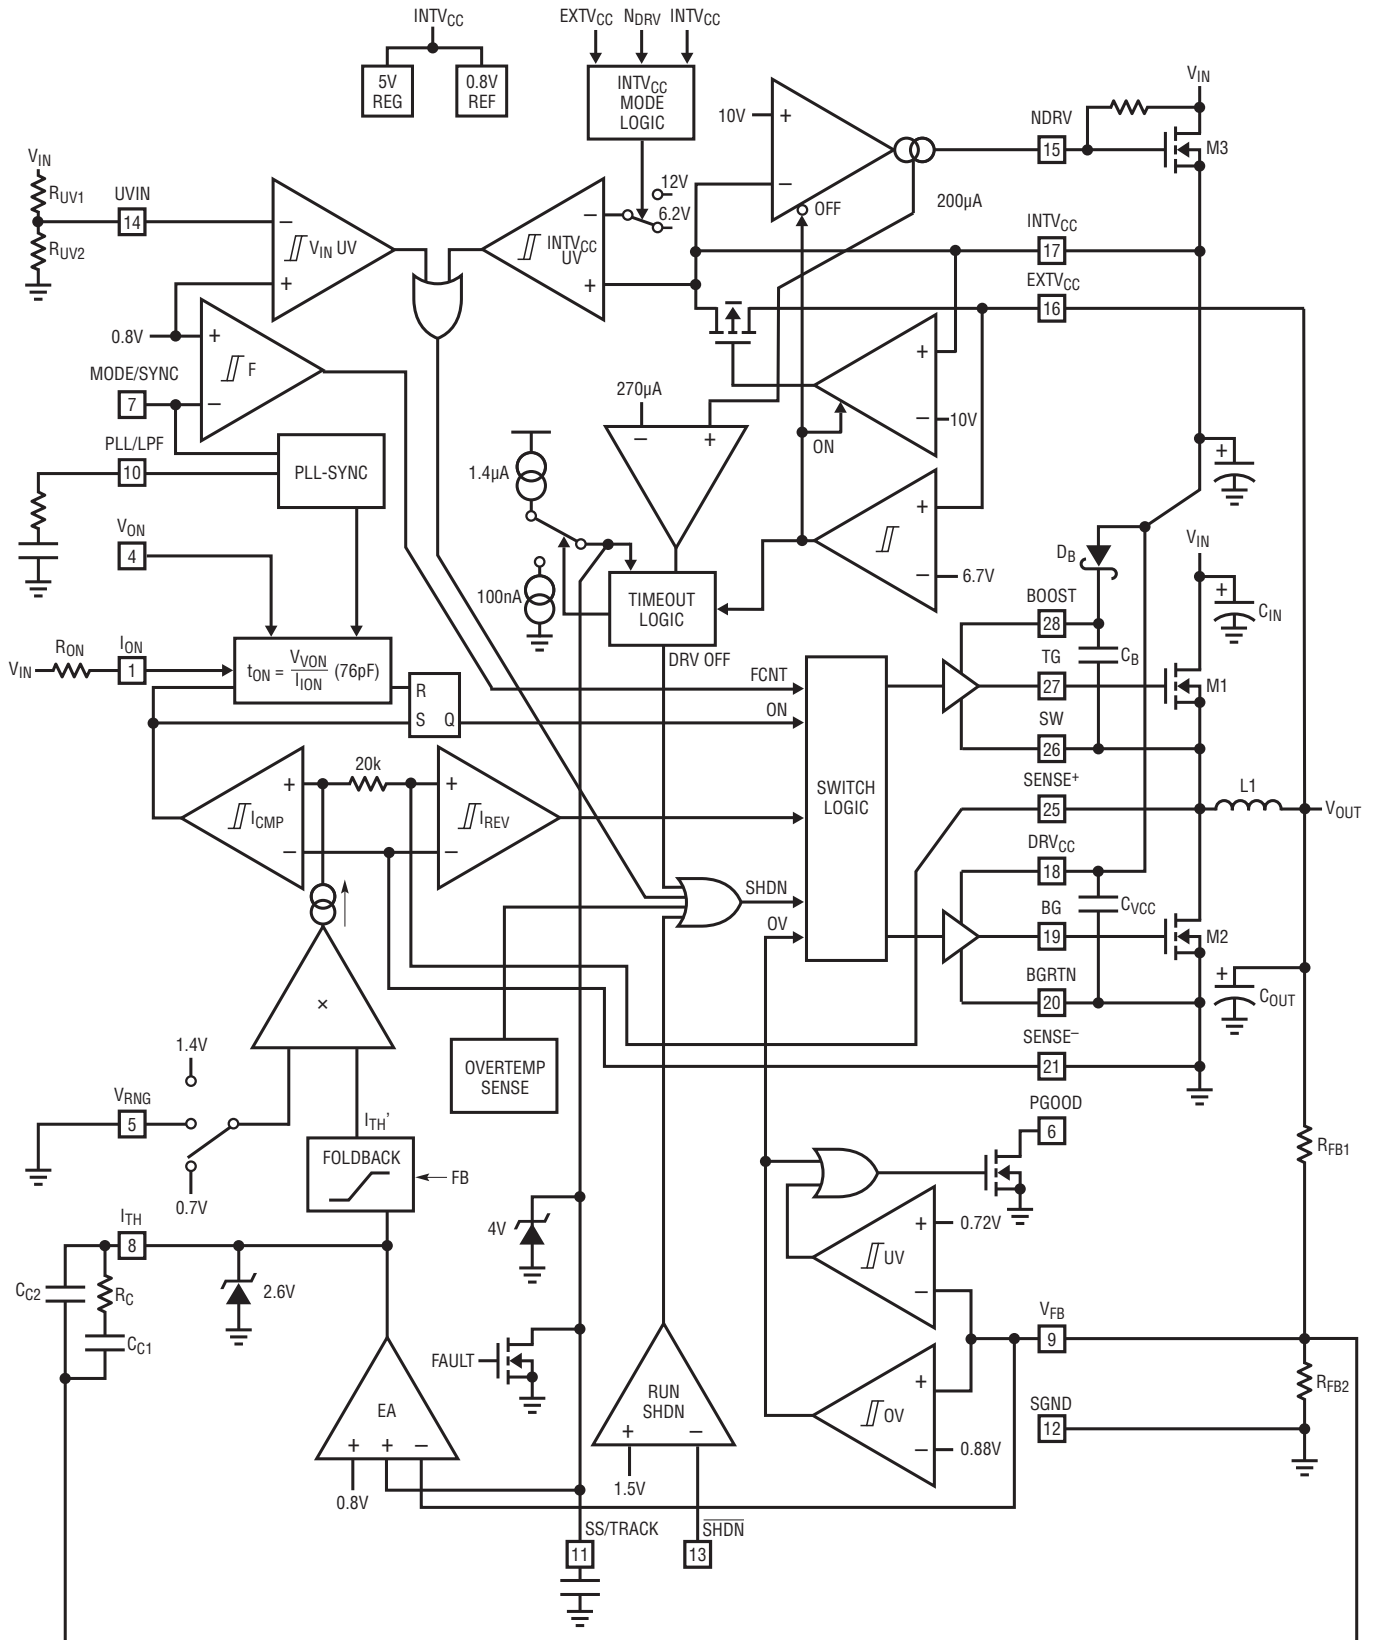 INTVCC
5V
REG
0.8V
REF
EXTVCC NDRV INTVCC
INTVCC
MODE
LOGIC
12V
6.2V
10V
+
−
OFF
200µA
NDRV
15
VIN
M3
INTVCC
17
EXTVCC
16
VIN
RUV1
RUV2
UVIN
14
−
VIN UV
+
−
INTVCC
UV
+
0.8V
+
F
−
MODE/SYNC
7
PLL/LPF
10
PLL-SYNC
VON
4
270µA
−
+
+
−
10V
ON
+
−
6.7V
1.4µA
100nA
TIMEOUT
LOGIC
DRV OFF
+
DB
VIN
+
CIN
BOOST
28
CB
TG
27
M1
SW
26
SENSE+
25
L1
VOUT
DRVCC
18
CVCC
BG
19
M2
BGRTN
20
+
COUT
SENSE−
21
VIN
RON
ION
1
tON = VVON
IION
(76pF)
R
S Q
FCNT
ON
SWITCH
LOGIC
SHDN
OV
20k
+
ICMP
−
+
IREV
−
×
OVERTEMP
SENSE
1.4V
VRNG
5
0.7V
ITH'
FOLDBACK
FB
ITH
8
CC2
RC
CC1
2.6V
4V
FAULT
EA
+ + −
0.8V
RUN
SHDN
+ −
1.5V
SS/TRACK
11
SHDN
13
PGOOD
6
+
0.72V
UV
−
+
OV
−
0.88V
VFB
9
SGND
12
RFB1
RFB2